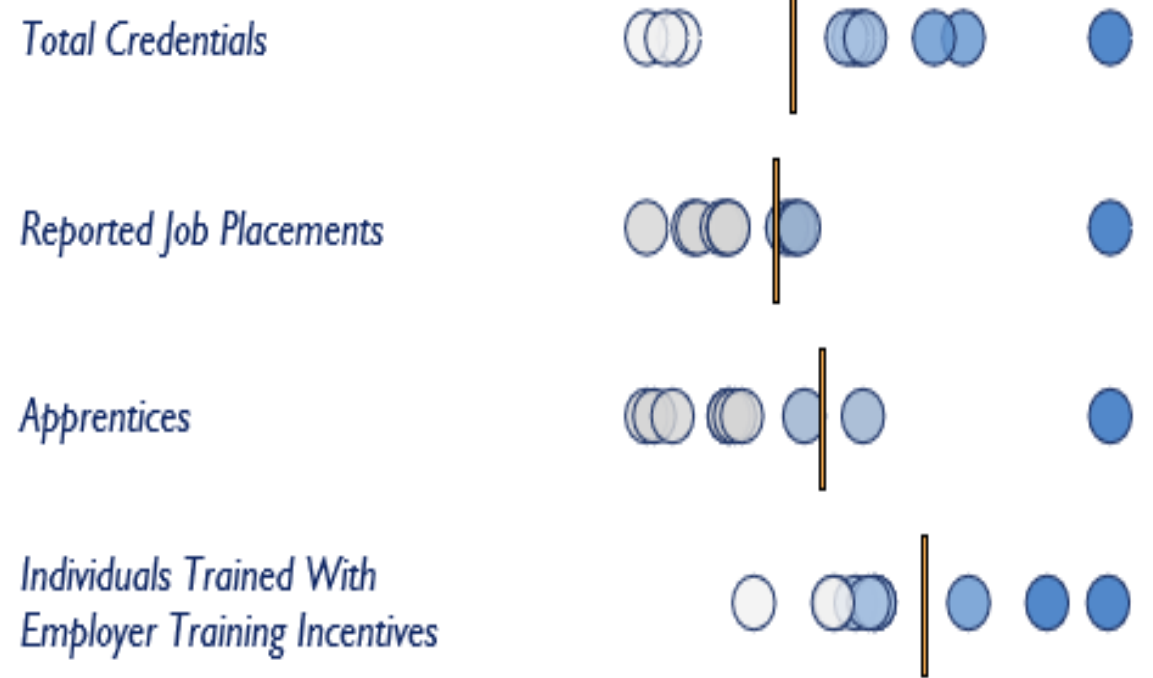 Total Credentials
Reported Job Placements
Apprentices
Individuals Trained With
Employer Training Incentives